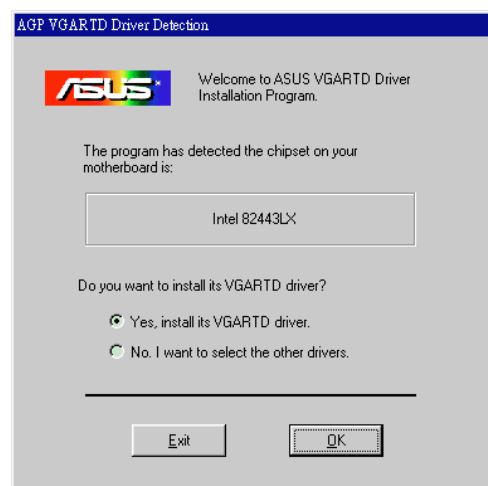 AGP VGARTD Driver Detection
ASUS
Welcome to ASUS VGARTD Driver
Installation Program.
The program has detected the chipset on your
motherboard is:
Intel 82443LX
Do you want to install its VGARTD driver?
Yes, install its VGARTD driver.
No. I want to select the other drivers.
Exit
OK